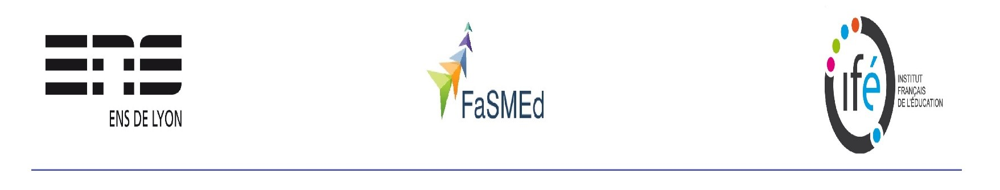 ens
ENS DE LYON
FaSMEd
ifé
INSTITUT
FRANÇAIS
DE L'ÉDUCATION